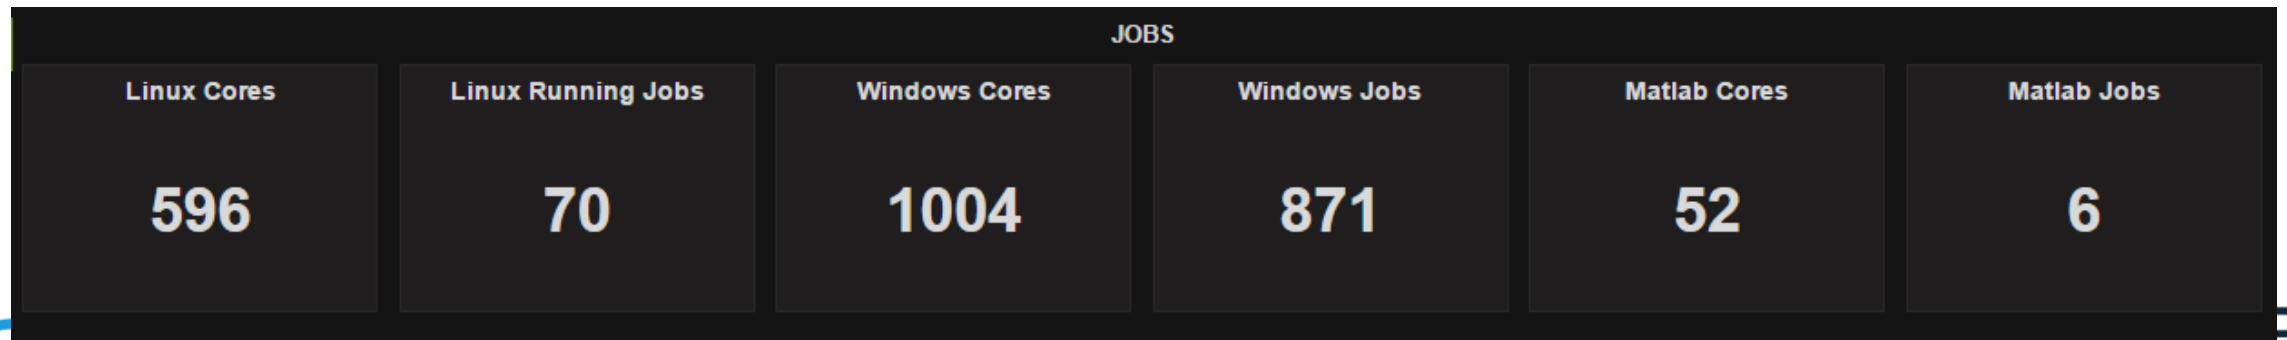 JOBS
Linux Cores
596
Linux Running Jobs
70
Windows Cores
1004
Windows Jobs
871
Matlab Cores
52
Matlab Jobs
6